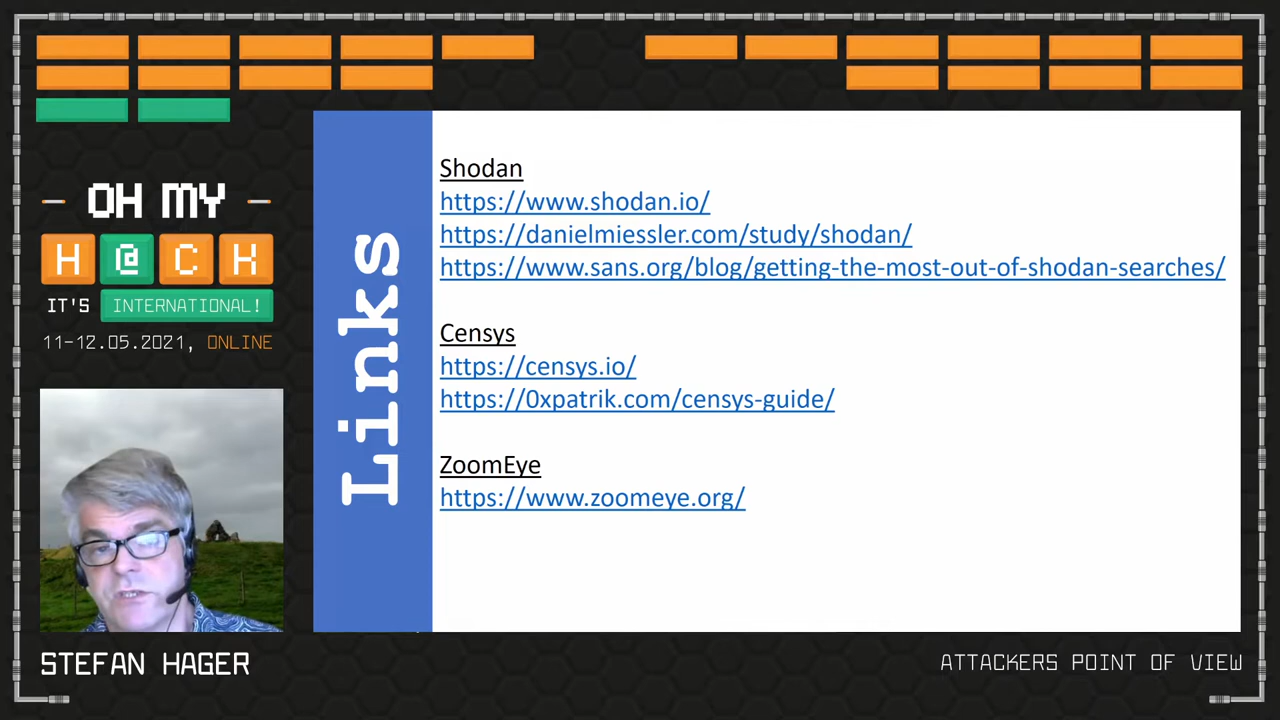 OH MY
H@CK
IT'S INTERNATIONAL!
11-12.05.2021, ONLINE
Links
Shodan
https://www.shodan.io/
https://danielmiessler.com/study/shodan/
https://www.sans.org/blog/getting-the-most-out-of-shodan-searches/
Censys
https://censys.io/
https://0xpatrik.com/censys-guide/
ZoomEye
https://www.zoomeye.org/
STEFAN HAGER
ATTACKERS POINT OF VIEW